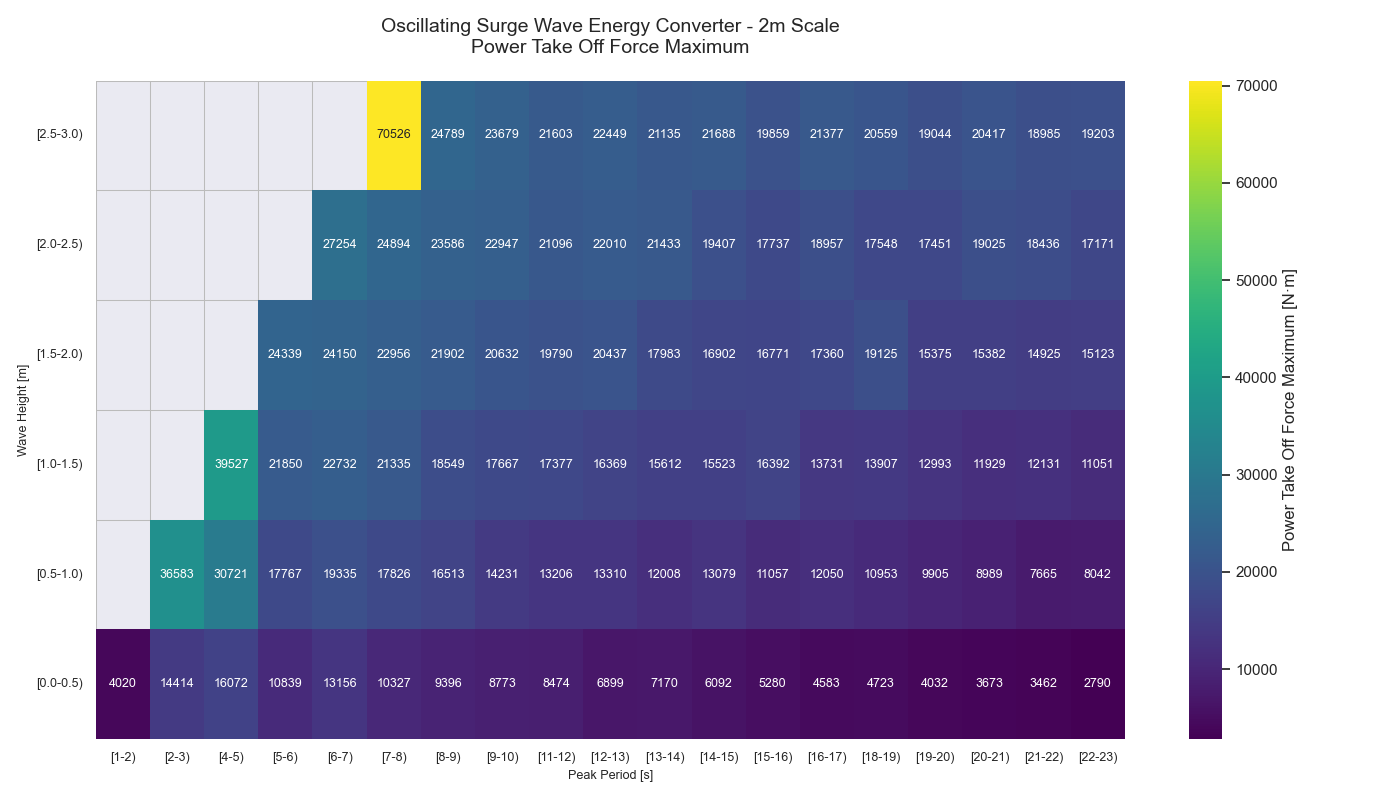 Oscillating Surge Wave Energy Converter - 2m Scale
Power Take Off Force Maximum
[2.5-3.0) 70526 24789 23679 21603 22449 21135 21688 19859 21377 20559 19044 20417 18985 19203
[2.0-2.5) 27254 24894 23586 22947 21096 22010 21433 19407 17737 18957 17548 17451 19025 18436 17171
[1.5-2.0) 24339 24150 22956 21902 20632 19790 20437 17983 16902 16771 17360 19125 15375 15382 14925 15123
[1.0-1.5) 39527 21850 22732 21335 18549 17667 17377 16369 15612 15523 16392 13731 13907 12993 11929 12131 11051
[0.5-1.0) 36583 30721 17767 19335 17826 16513 14231 13206 13310 12008 13079 11057 12050 10953 9905 8989 7665 8042
[0.0-0.5) 4020 14414 16072 10839 13156 10327 9396 8773 8474 6899 7170 6092 5280 4583 4723 4032 3673 3462 2790
[1-2) [2-3) [4-5) [5-6) [6-7) [7-8) [8-9) [9-10) [11-12) [12-13) [13-14) [14-15) [15-16) [16-17) [18-19) [19-20) [20-21) [21-22) [22-23)
Peak Period [s]
Wave Height [m]
70000
60000
50000
40000
30000
20000
10000
Power Take Off Force Maximum [N·m]